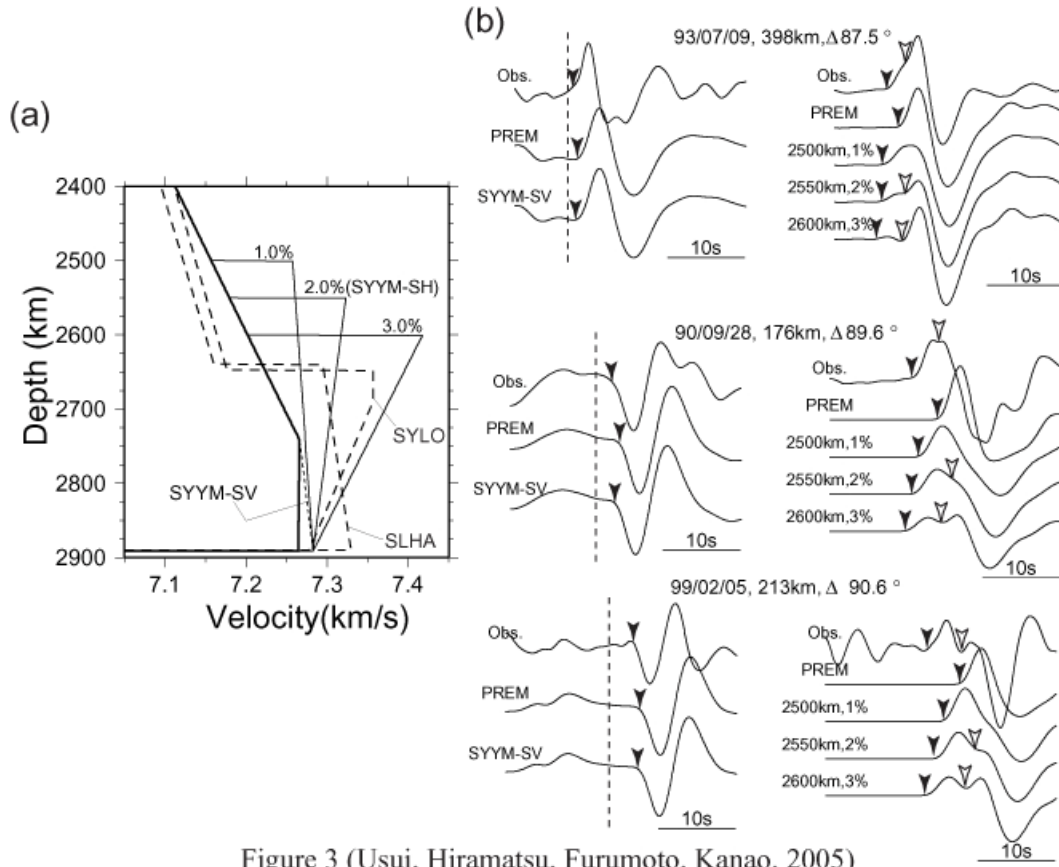 (a)
2400
2500
2600
2700
2800
2900
Depth (km)
7.1 7.2 7.3 7.4
Velocity(km/s)
1.0%
2.0%(SYYM-SH)
3.0%
SYLO
SYYM-SV
SLHA
(b)
93/07/09, 398km,Δ87.5 °
Obs.
PREM
SYYM-SV
10s
Obs.
PREM
2500km,1%
2550km,2%
2600km,3%
10s
90/09/28, 176km,Δ89.6 °
Obs.
PREM
SYYM-SV
10s
Obs.
PREM
2500km,1%
2550km,2%
2600km,3%
10s
99/02/05, 213km, Δ 90.6 °
Obs.
PREM
SYYM-SV
10s
Obs.
PREM
2500km,1%
2550km,2%
2600km,3%
10s
Figure 3 (Usui, Hiramatsu, Furumoto, Kanao, 2005)